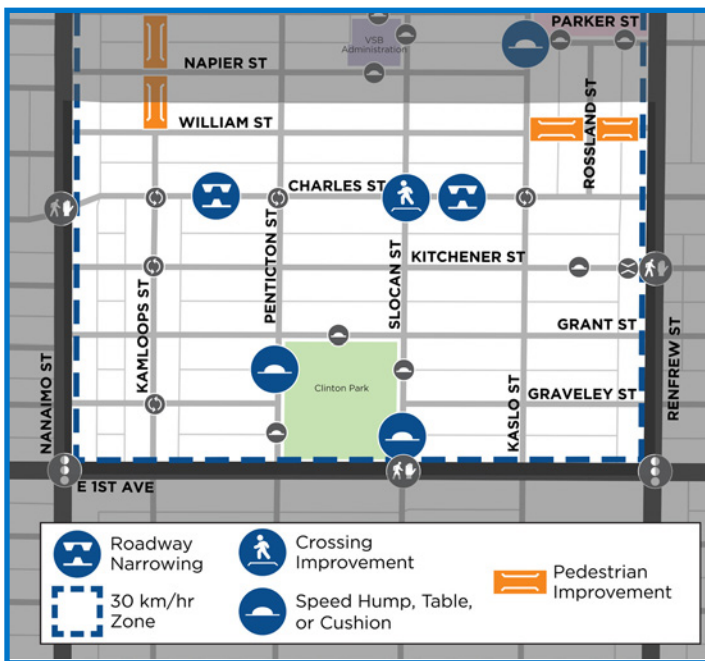 PARKER ST
VSB
Administration
NAPIER ST
WILLIAM ST
ROSSLAND ST
CHARLES ST
PENTICTON ST
SLOCAN ST
KITCHENER ST
KAMLOOPS ST
GRANT ST
RENFREW ST
NANAIMO ST
Clinton Park
KASLO ST
GRAVELEY ST
E 1ST AVE
Roadway
Narrowing
Crossing
Improvement
Pedestrian
Improvement
30 km/hr
Zone
Speed Hump, Table,
or Cushion